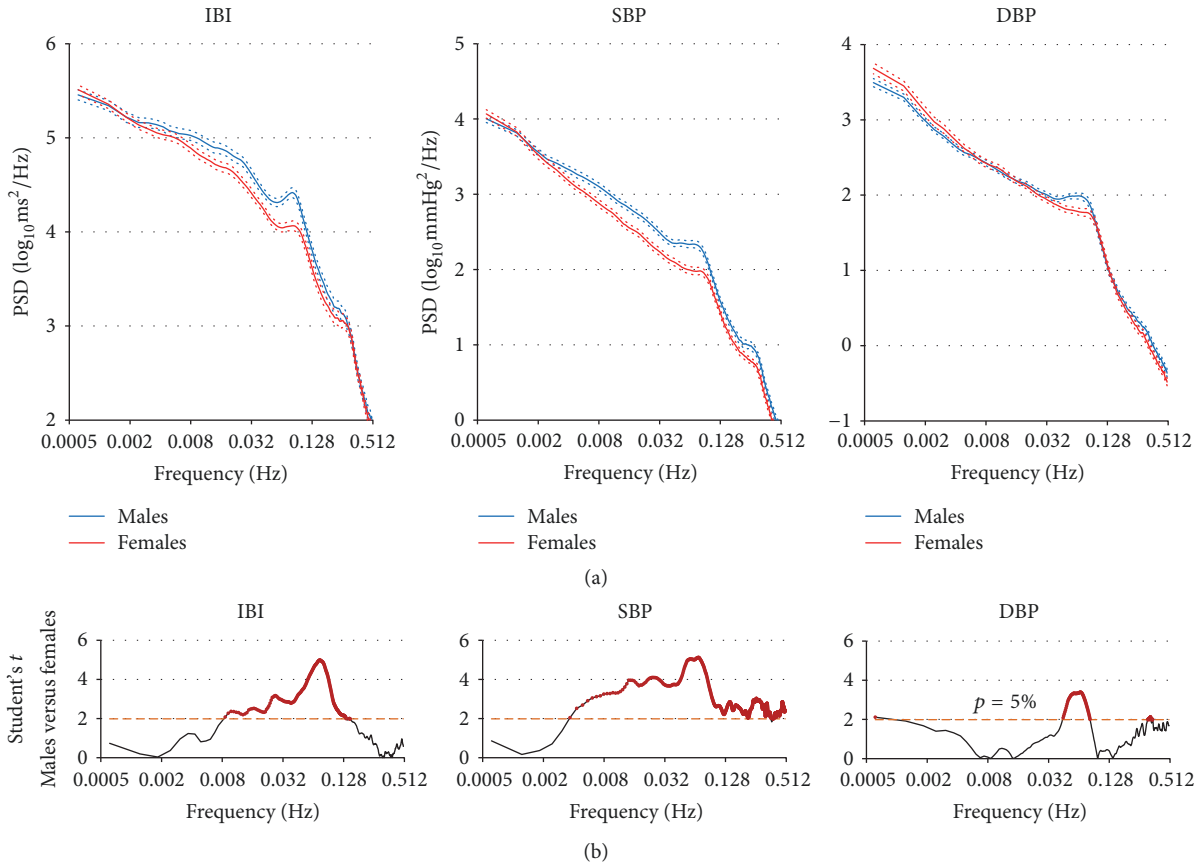 (a)
IBI
SBP
DBP
PSD (log₁₀ms²/Hz)
6
5
4
3
2
0.0005 0.002 0.008 0.032 0.128 0.512
Frequency (Hz)
Males
Females
PSD (log₁₀mmHg²/Hz)
5
4
3
2
1
0
0.0005 0.002 0.008 0.032 0.128 0.512
Frequency (Hz)
Males
Females
4
3
2
1
0
−1
0.0005 0.002 0.008 0.032 0.128 0.512
Frequency (Hz)
Males
Females
(b)
IBI
SBP
DBP
Student's t
Males versus females
6
4
2
0
0.0005 0.002 0.008 0.032 0.128 0.512
Frequency (Hz)
6
4
2
0
0.0005 0.002 0.008 0.032 0.128 0.512
Frequency (Hz)
6
4
2
0
p = 5%
0.0005 0.002 0.008 0.032 0.128 0.512
Frequency (Hz)